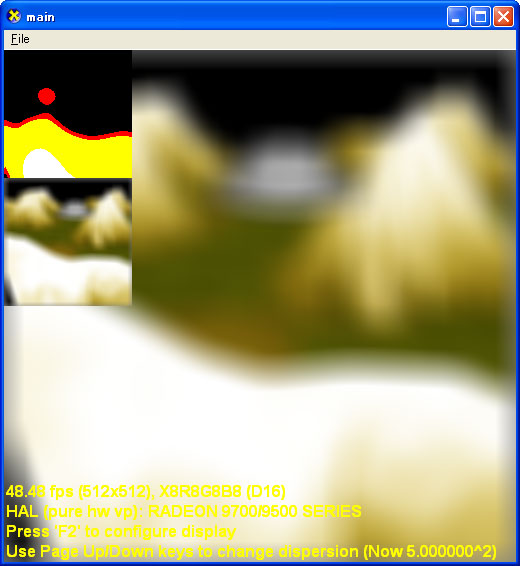 main
File
48.46 fps (512x512), X8R8G8B8 (D16)
HAL (pure hw vp): RADEON 9700/9500 SERIES
Press 'F2' to configure display
Use Page Up/Down keys to change dispersion (Now 5.000000^2)